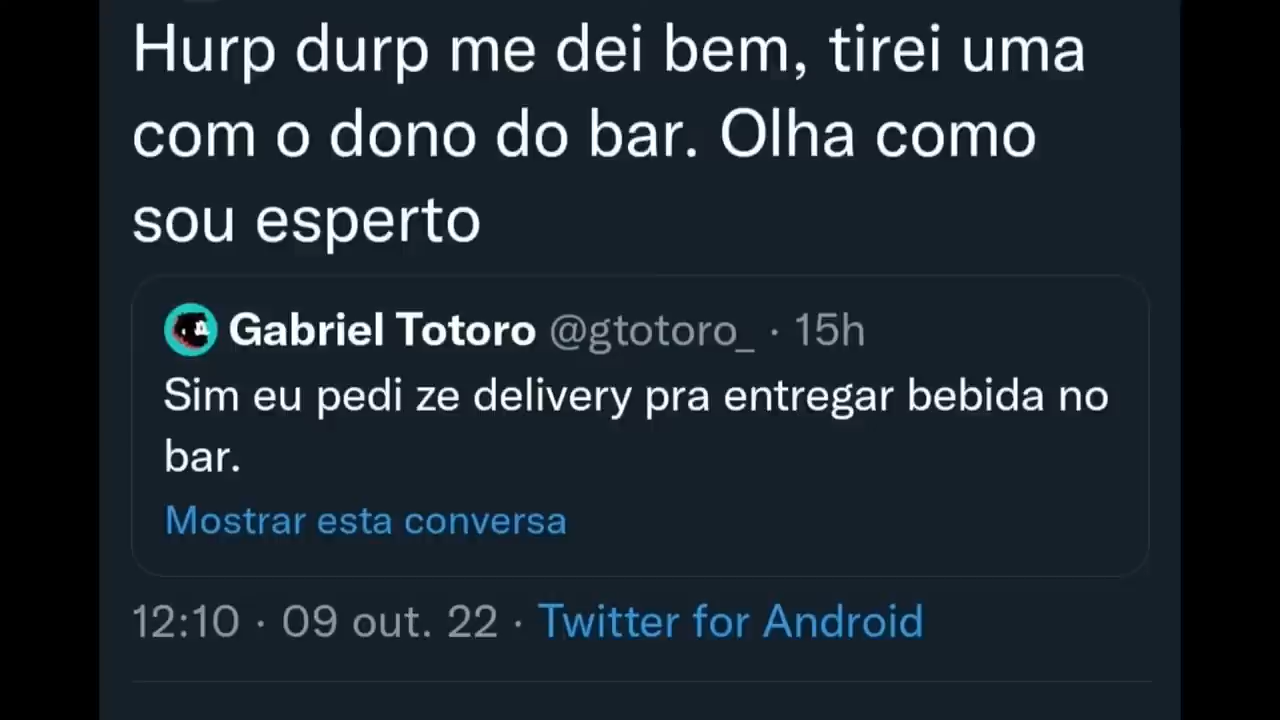 Hurp durp me dei bem, tirei uma
com o dono do bar. Olha como
sou esperto
Gabriel Totoro @gtotoro_ · 15h
Sim eu pedi ze delivery pra entregar bebida no
bar.
Mostrar esta conversa
12:10 · 09 out. 22 · Twitter for Android